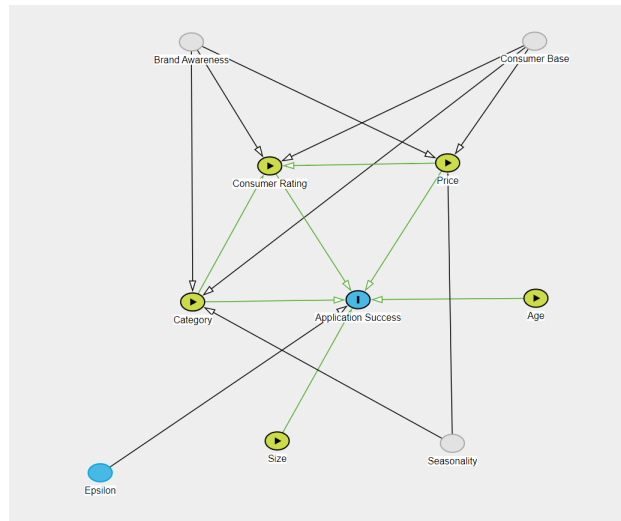 Brand Awareness
Consumer Base
Consumer Rating
Price
Category
Application Success
Age
Size
Seasonality
Epsilon